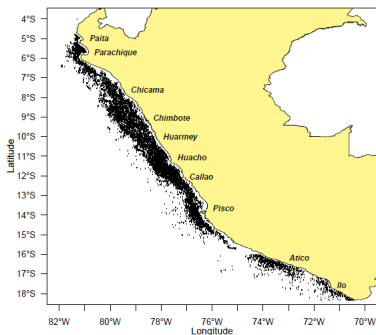 4°S
5°S
6°S
7°S
8°S
9°S
10°S
11°S
12°S
13°S
14°S
15°S
16°S
17°S
18°S
Latitude
Paita
Parachique
Chicama
Chimbote
Huarmey
Huacho
Callao
Pisco
Atico
Ilo
82°W
80°W
78°W
76°W
74°W
72°W
70°W
Longitude